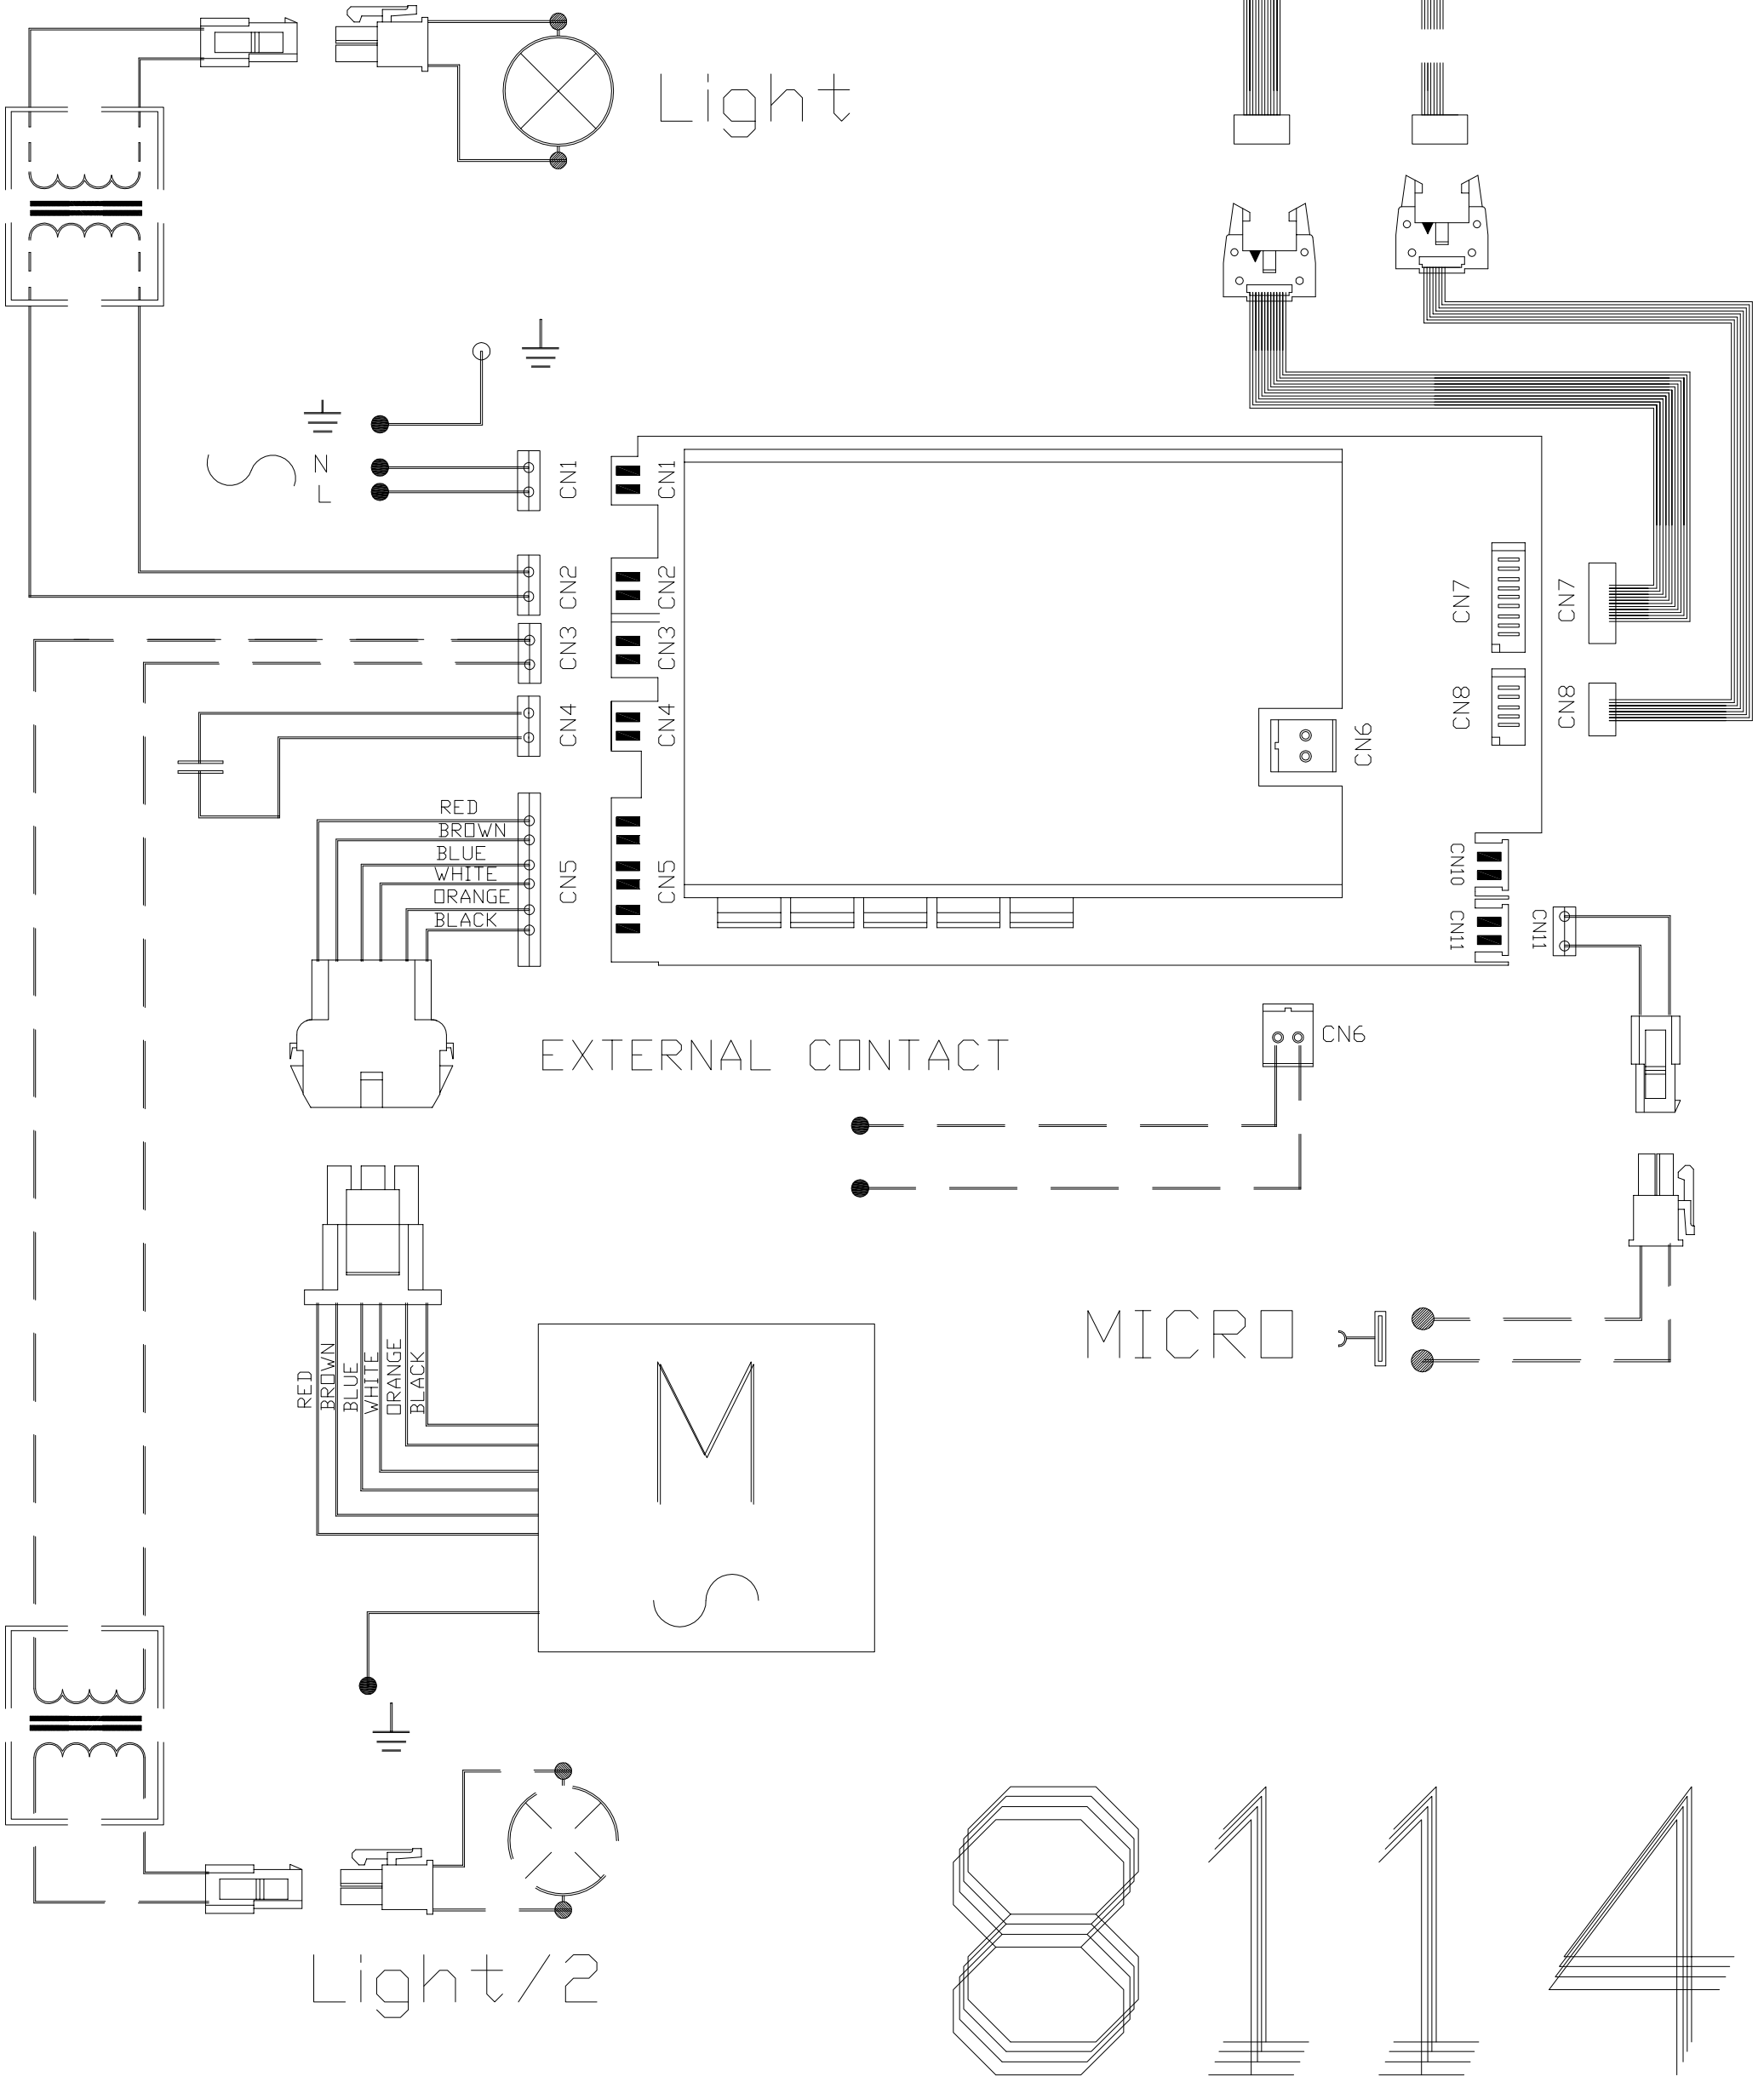 Light
N
L
CN1 CN1
CN2 CN2
CN3 CN3
CN4 CN4
CN7 CN7
CN8 CN8
CN6
RED
BROWN
BLUE
WHITE
ORANGE
BLACK
CN5 CN5
CN10
CN11 CN11
EXTERNAL CONTACT
CN6
MICRO
RED
BROWN
BLUE
WHITE
ORANGE
BLACK
M
Light/2
8114